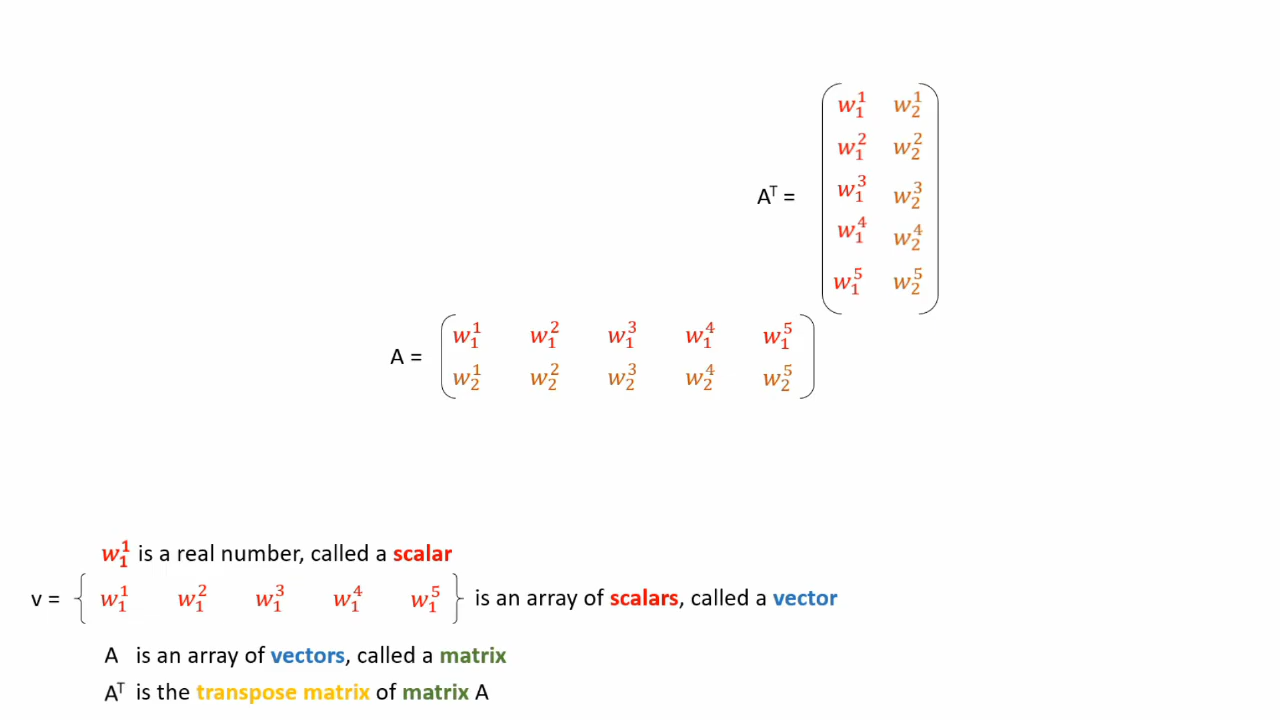 w₁¹ w₂¹
w₁² w₂²
Aᵀ = w₁³ w₂³
w₁⁴ w₂⁴
w₁⁵ w₂⁵
A = w₁¹ w₁² w₁³ w₁⁴ w₁⁵
w₂¹ w₂² w₂³ w₂⁴ w₂⁵
w₁¹ is a real number, called a scalar
v = { w₁¹ w₁² w₁³ w₁⁴ w₁⁵ } is an array of scalars, called a vector
A is an array of vectors, called a matrix
Aᵀ is the transpose matrix of matrix A